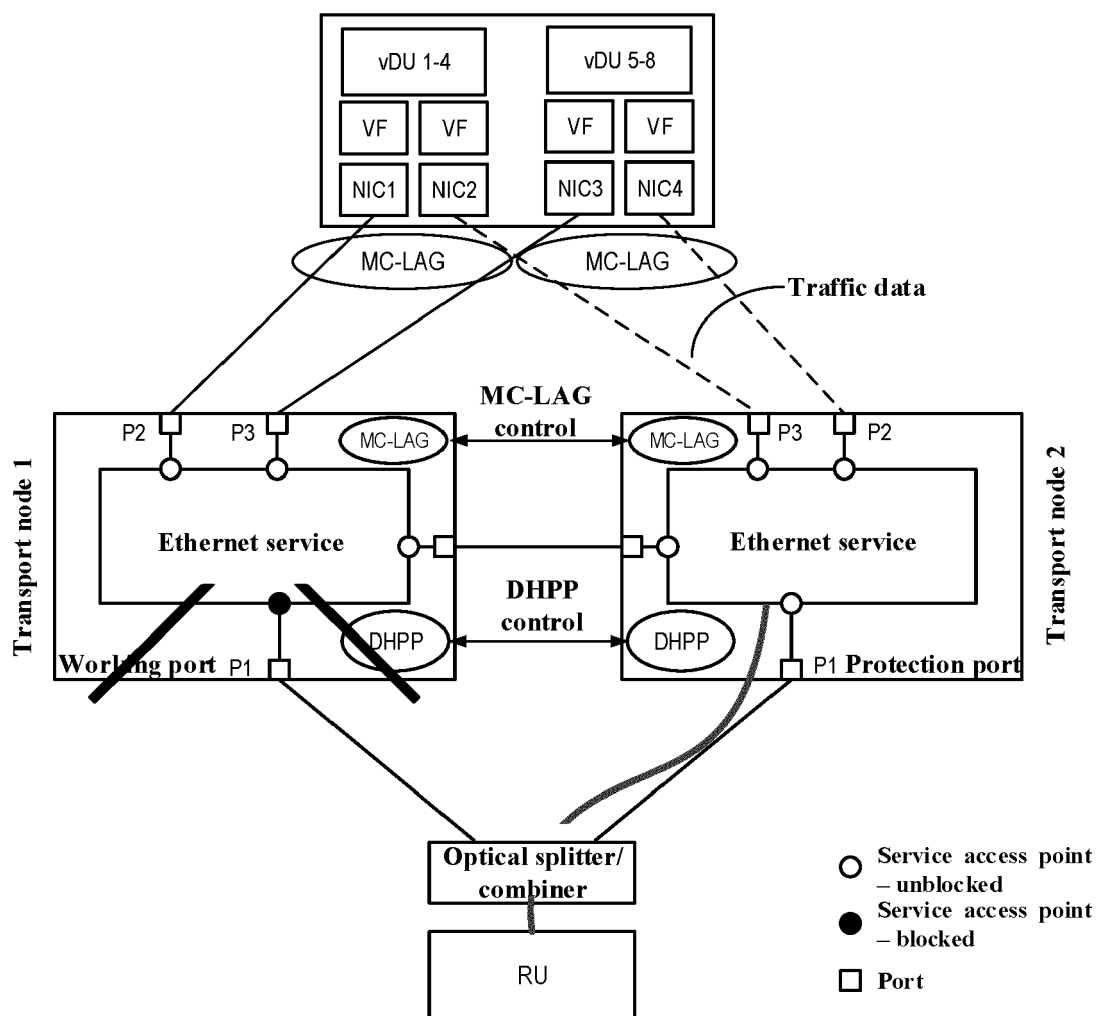 vDU 1-4
vDU 5-8
VF
VF
VF
VF
NIC1
NIC2
NIC3
NIC4
MC-LAG
MC-LAG
Traffic data
Transport node 1
P2
P3
MC-LAG
MC-LAG
control
MC-LAG
P3
P2
Transport node 2
Ethernet service
Ethernet service
DHPP
control
DHPP
DHPP
Working port
P1
P1
Protection port
Optical splitter/
combiner
RU
Service access point
– unblocked
Service access point
– blocked
Port